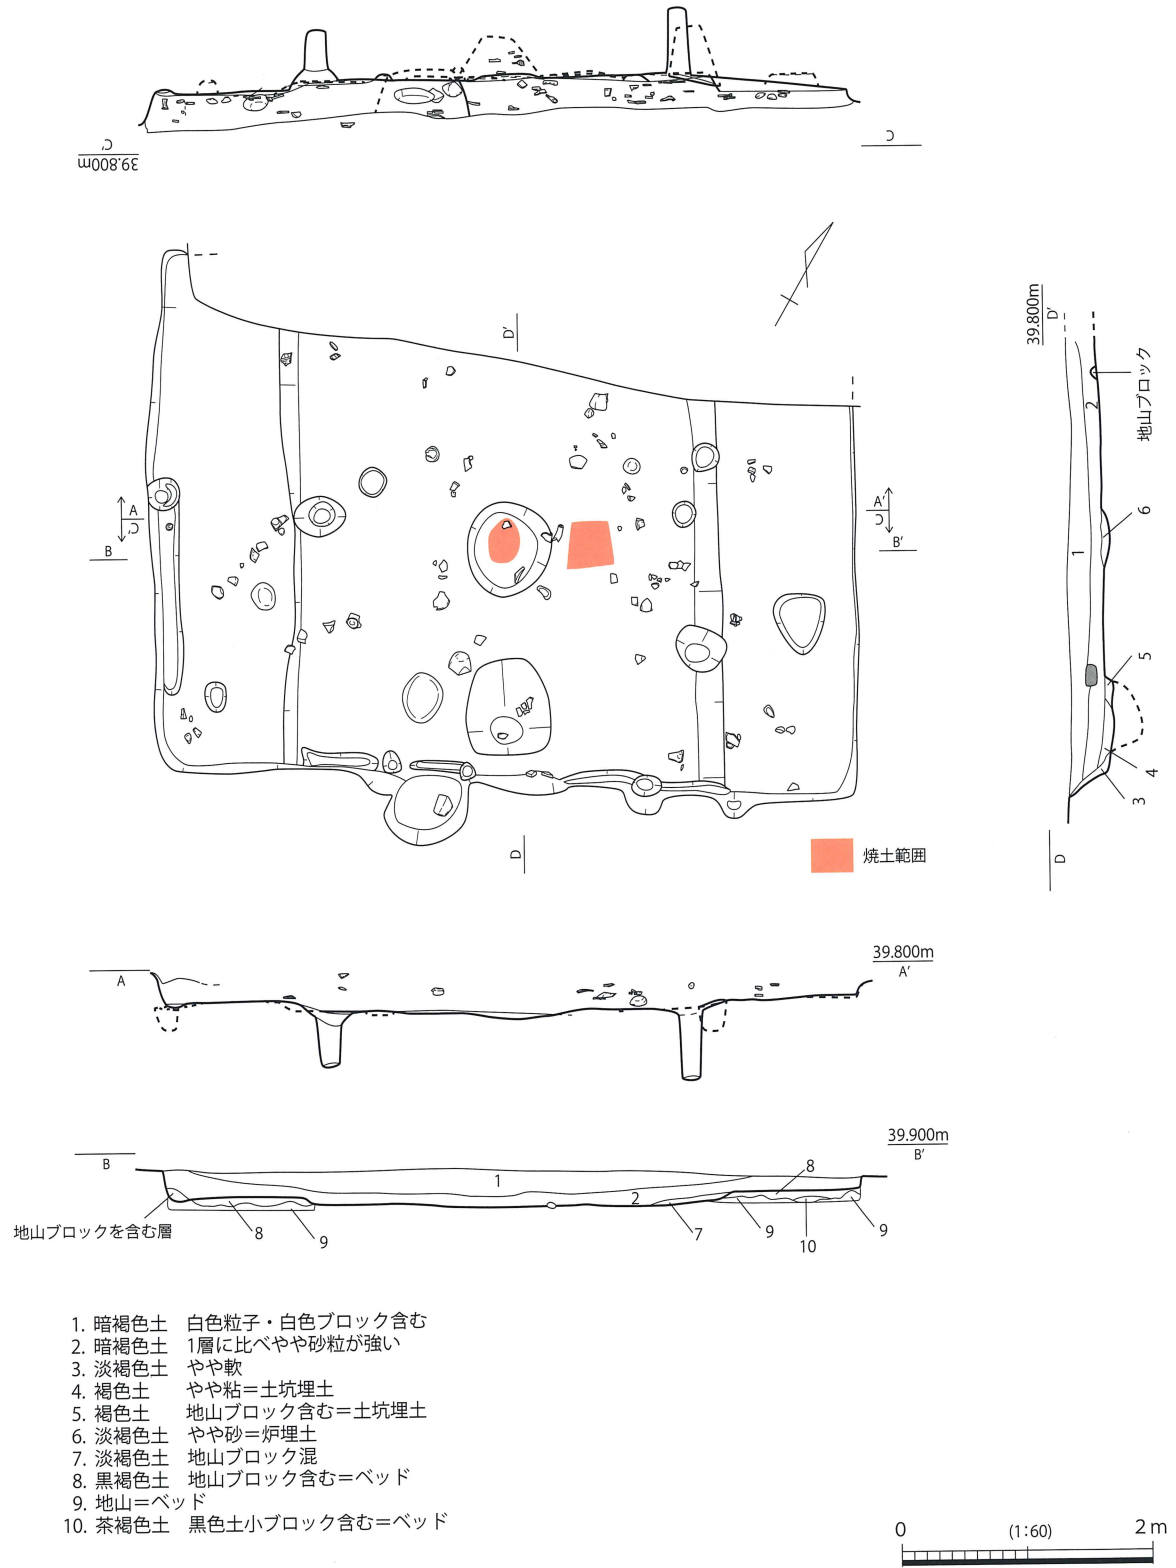 C'
39.800m
C
39.800m
D'
地山ブロック
2
6
1
5
4
3
D
D'
A
C'
B
A'
C
B'
D
焼土範囲
39.800m
A
A'
39.900m
B
B'
1
2
8
地山ブロックを含む層
8
9
7
9
10
9
1. 暗褐色土 白色粒子・白色ブロック含む
2. 暗褐色土 1層に比べやや砂粒が強い
3. 淡褐色土 やや軟
4. 褐色土 やや粘=土坑埋土
5. 褐色土 地山ブロック含む=土坑埋土
6. 淡褐色土 やや砂=炉埋土
7. 淡褐色土 地山ブロック混
8. 黒褐色土 地山ブロック含む=ベッド
9. 地山=ベッド
10. 茶褐色土 黒色土小ブロック含む=ベッド
0 (1:60) 2m